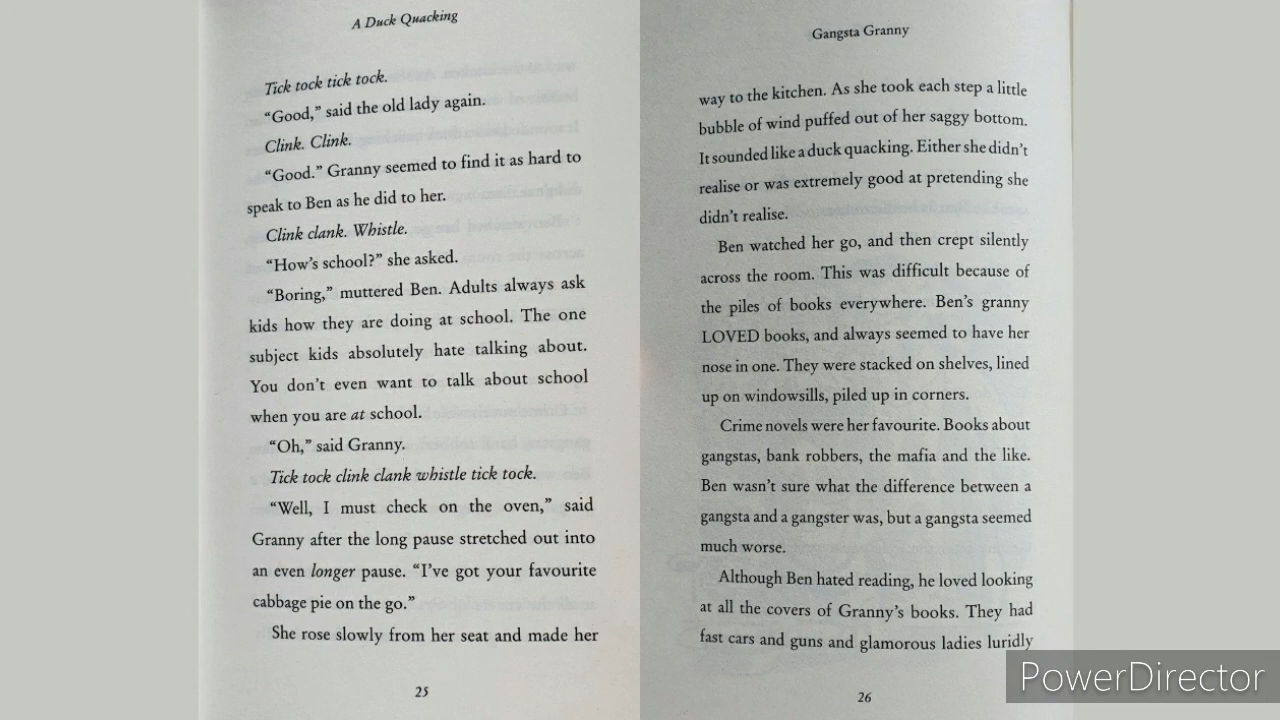 A Duck Quacking
Tick tock tick tock.
“Good,” said the old lady again.
Clink. Clink.
“Good.” Granny seemed to find it as hard to
speak to Ben as he did to her.
Clink clank. Whistle.
“How’s school?” she asked.
“Boring,” muttered Ben. Adults always ask
kids how they are doing at school. The one
subject kids absolutely hate talking about.
You don’t even want to talk about school
when you are at school.
“Oh,” said Granny.
Tick tock clink clank whistle tick tock.
“Well, I must check on the oven,” said
Granny after the long pause stretched out into
an even longer pause. “I’ve got your favourite
cabbage pie on the go.”
She rose slowly from her seat and made her
25
Gangsta Granny
way to the kitchen. As she took each step a little
bubble of wind puffed out of her saggy bottom.
It sounded like a duck quacking. Either she didn’t
realise or was extremely good at pretending she
didn’t realise.
Ben watched her go, and then crept silently
across the room. This was difficult because of
the piles of books everywhere. Ben’s granny
LOVED books, and always seemed to have her
nose in one. They were stacked on shelves, lined
up on windowsills, piled up in corners.
Crime novels were her favourite. Books about
gangstas, bank robbers, the mafia and the like.
Ben wasn’t sure what the difference between a
gangsta and a gangster was, but a gangsta seemed
much worse.
Although Ben hated reading, he loved looking
at all the covers of Granny’s books. They had
fast cars and guns and glamorous ladies luridly
26
PowerDirector